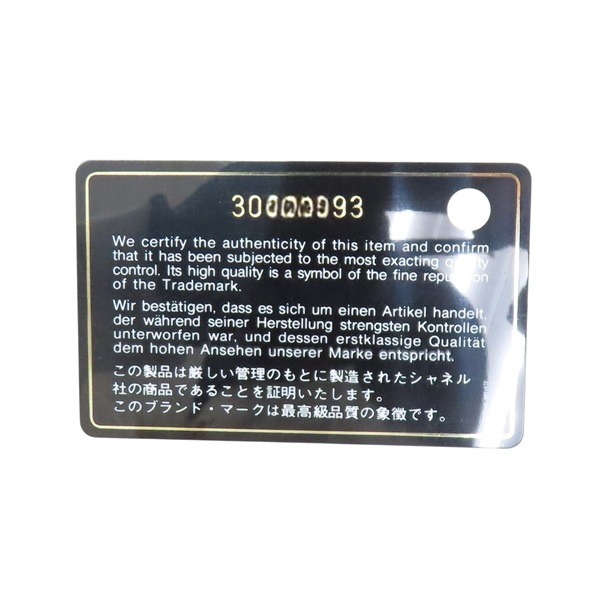 We certify the authenticity of this item and confirm
that it has been subjected to the most exacting quality
control. Its high quality is a symbol of the fine reputation
of the Trademark.
Wir bestätigen, dass es sich um einen Artikel handelt,
der während seiner Herstellung strengsten Kontrollen
unterworfen war, und dessen erstklassige Qualität
dem hohen Ansehen unserer Marke entspricht.
この製品は厳しい管理のもとに製造されたシャネル
社の商品であることを証明いたします。
このブランド・マークは最高級品質の象徴です。